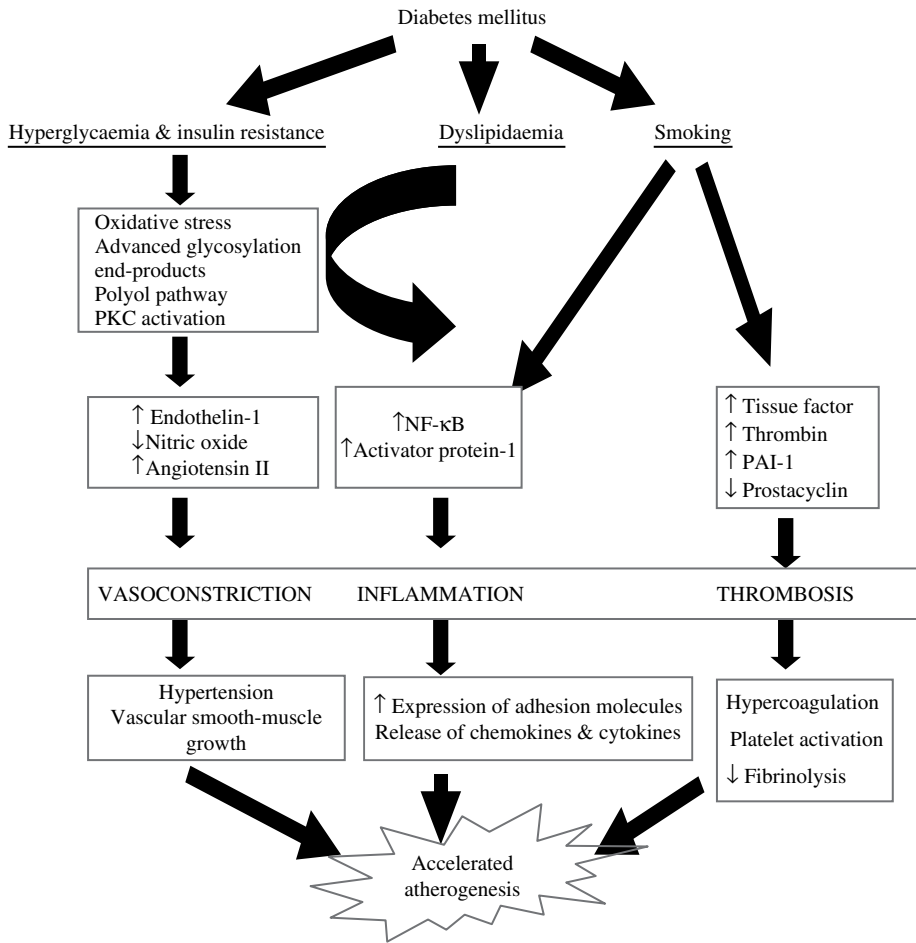 Diabetes mellitus
Hyperglycaemia & insulin resistance
Dyslipidaemia
Smoking
Oxidative stress
Advanced glycosylation
end-products
Polyol pathway
PKC activation
↑ Endothelin-1
↓Nitric oxide
↑Angiotensin II
↑NF-κB
↑Activator protein-1
↑ Tissue factor
↑ Thrombin
↑ PAI-1
↓ Prostacyclin
VASOCONSTRICTION
INFLAMMATION
THROMBOSIS
Hypertension
Vascular smooth-muscle
growth
↑ Expression of adhesion molecules
Release of chemokines & cytokines
Hypercoagulation
Platelet activation
↓ Fibrinolysis
Accelerated
atherogenesis